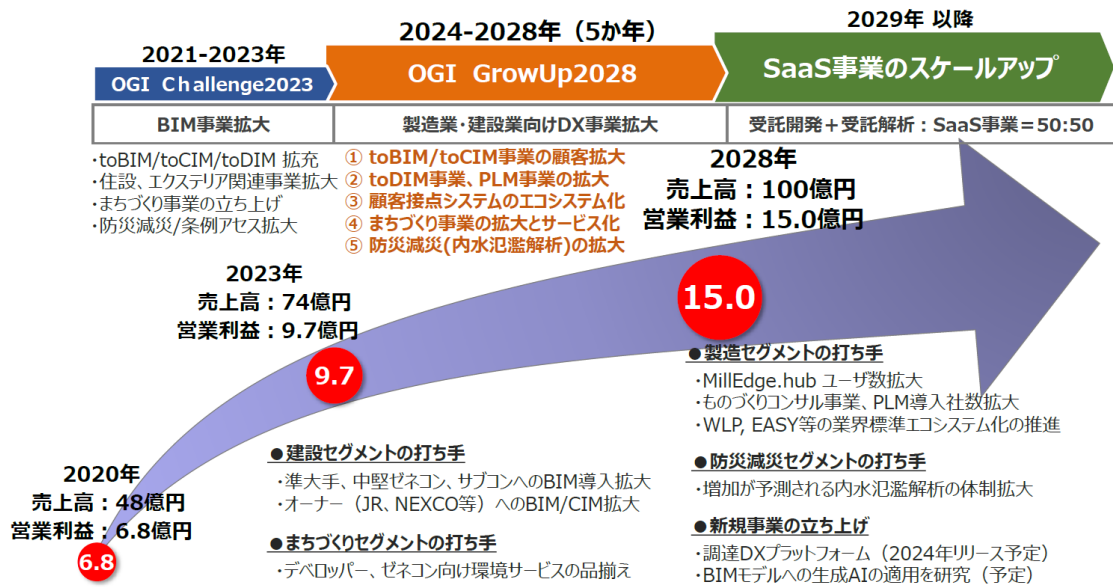 2021-2023年
OGI Challenge2023
BIM事業拡大
・toBIM/toCIM/toDIM 拡充
・住設、エクステリア関連事業拡大
・まちづくり事業の立ち上げ
・防災減災/条例アセス拡大
2024-2028年（5か年）
OGI GrowUp2028
製造業・建設業向けDX事業拡大
① toBIM/toCIM事業の顧客拡大
② toDIM事業、PLM事業の拡大
③ 顧客接点システムのエコシステム化
④ まちづくり事業の拡大とサービス化
⑤ 防災減災(内水氾濫解析)の拡大
2029年 以降
SaaS事業のスケールアップ
受託開発＋受託解析：SaaS事業＝50:50
2028年
売上高：100億円
営業利益：15.0億円
15.0
2023年
売上高：74億円
営業利益：9.7億円
9.7
2020年
売上高：48億円
営業利益：6.8億円
6.8
●建設セグメントの打ち手
・準大手、中堅ゼネコン、サブコンへのBIM導入拡大
・オーナー（JR、NEXCO等）へのBIM/CIM拡大
●まちづくりセグメントの打ち手
・デベロッパー、ゼネコン向け環境サービスの品揃え
●製造セグメントの打ち手
・MillEdge.hub ユーザ数拡大
・ものづくりコンサル事業、PLM導入社数拡大
・WLP, EASY等の業界標準エコシステム化の推進
●防災減災セグメントの打ち手
・増加が予測される内水氾濫解析の体制拡大
●新規事業の立ち上げ
・調達DXプラットフォーム（2024年リリース予定）
・BIMモデルへの生成AIの適用を研究（予定）